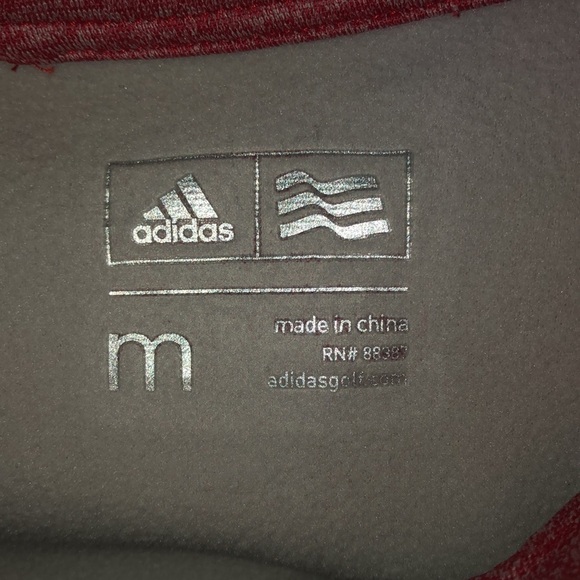 adidas
m
made in china
RN# 88387
adidasgolf.com